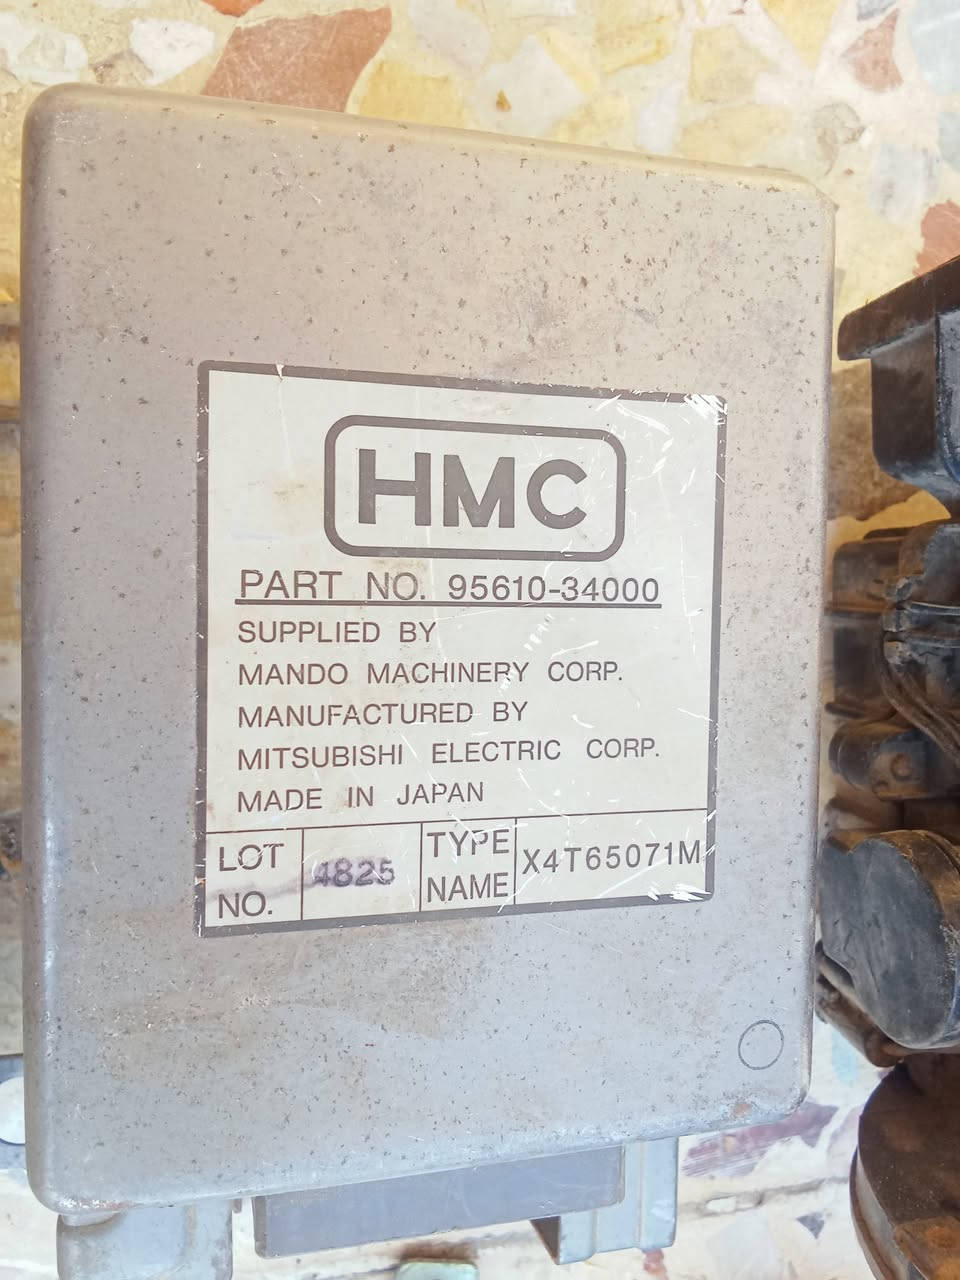 HMC
PART NO. 95610-34000
SUPPLIED BY
MANDO MACHINERY CORP.
MANUFACTURED BY
MITSUBISHI ELECTRIC CORP.
MADE IN JAPAN
LOT NO. 4825 TYPE NAME X4T65071M